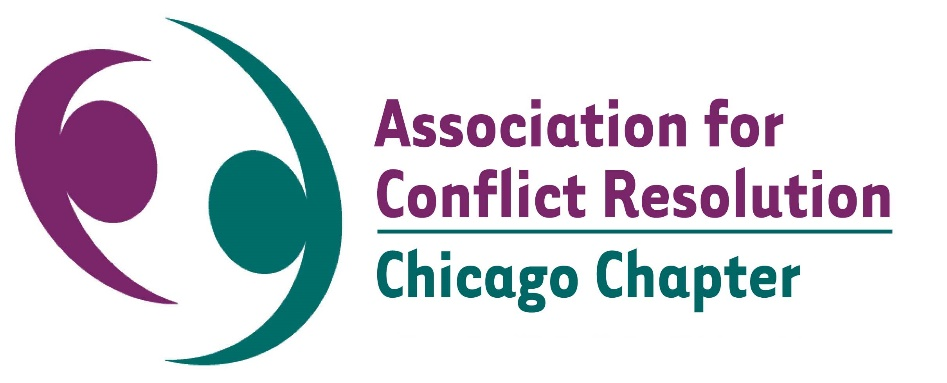 Association for
Conflict Resolution
Chicago Chapter